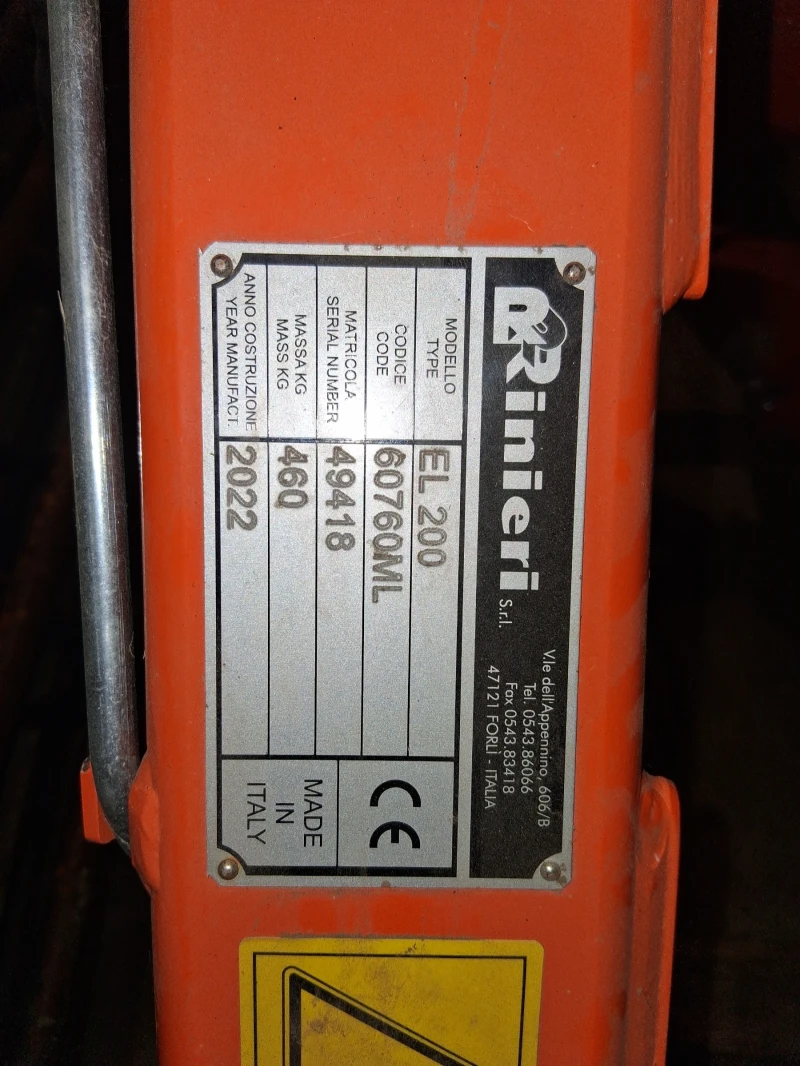 Rinieri S.r.l.
V.le dell'Appennino, 606/B
Tel. 0543.86066
Fax 0543.83418
47121 FORLÌ - ITALIA
MODELLO
TYPE
EL 200
CODICE
CODE
60760ML
MATRICOLA
SERIAL NUMBER
49418
MASSA KG
MASS KG
460
ANNO COSTRUZIONE
YEAR MANUFACT.
2022
CE
MADE
IN
ITALY